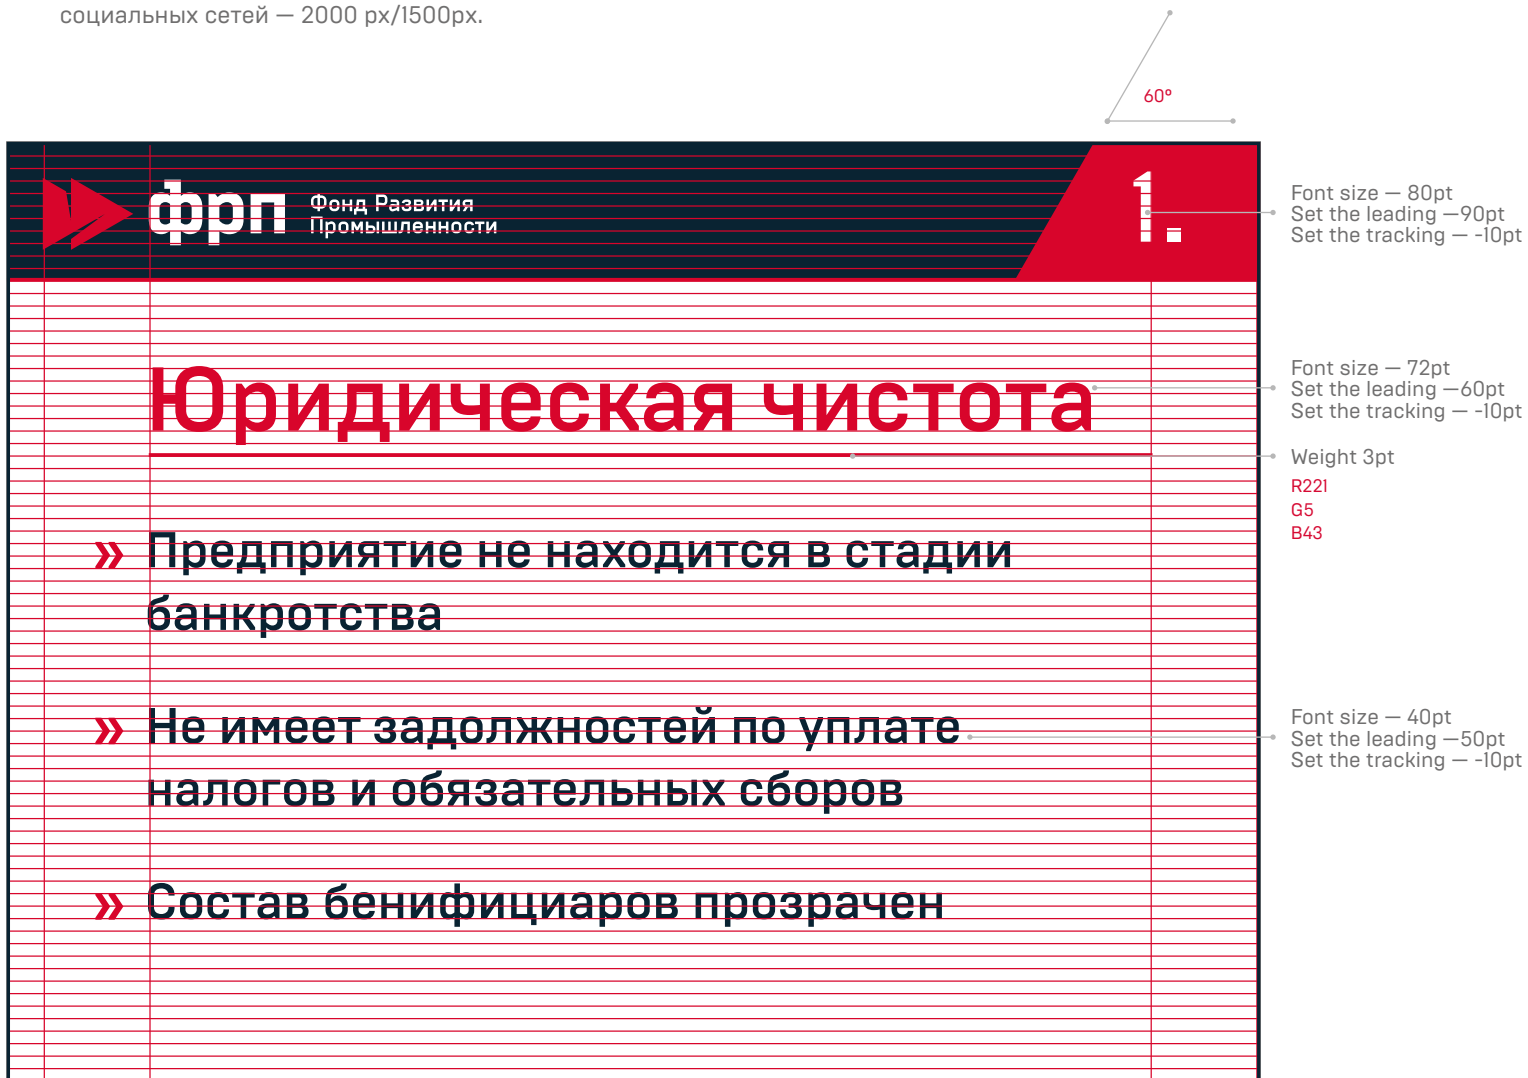 социальных сетей — 2000 px/1500px.
60°
фрп
Фонд Развития
Промышленности
1.
Font size — 80pt
Set the leading —90pt
Set the tracking — -10pt
Юридическая чистота
Font size — 72pt
Set the leading —60pt
Set the tracking — -10pt
Weight 3pt
R221
G5
B43
» Предприятие не находится в стадии
банкротства
» Не имеет задолжностей по уплате
налогов и обязательных сборов
Font size — 40pt
Set the leading —50pt
Set the tracking — -10pt
» Состав бенифициаров прозрачен